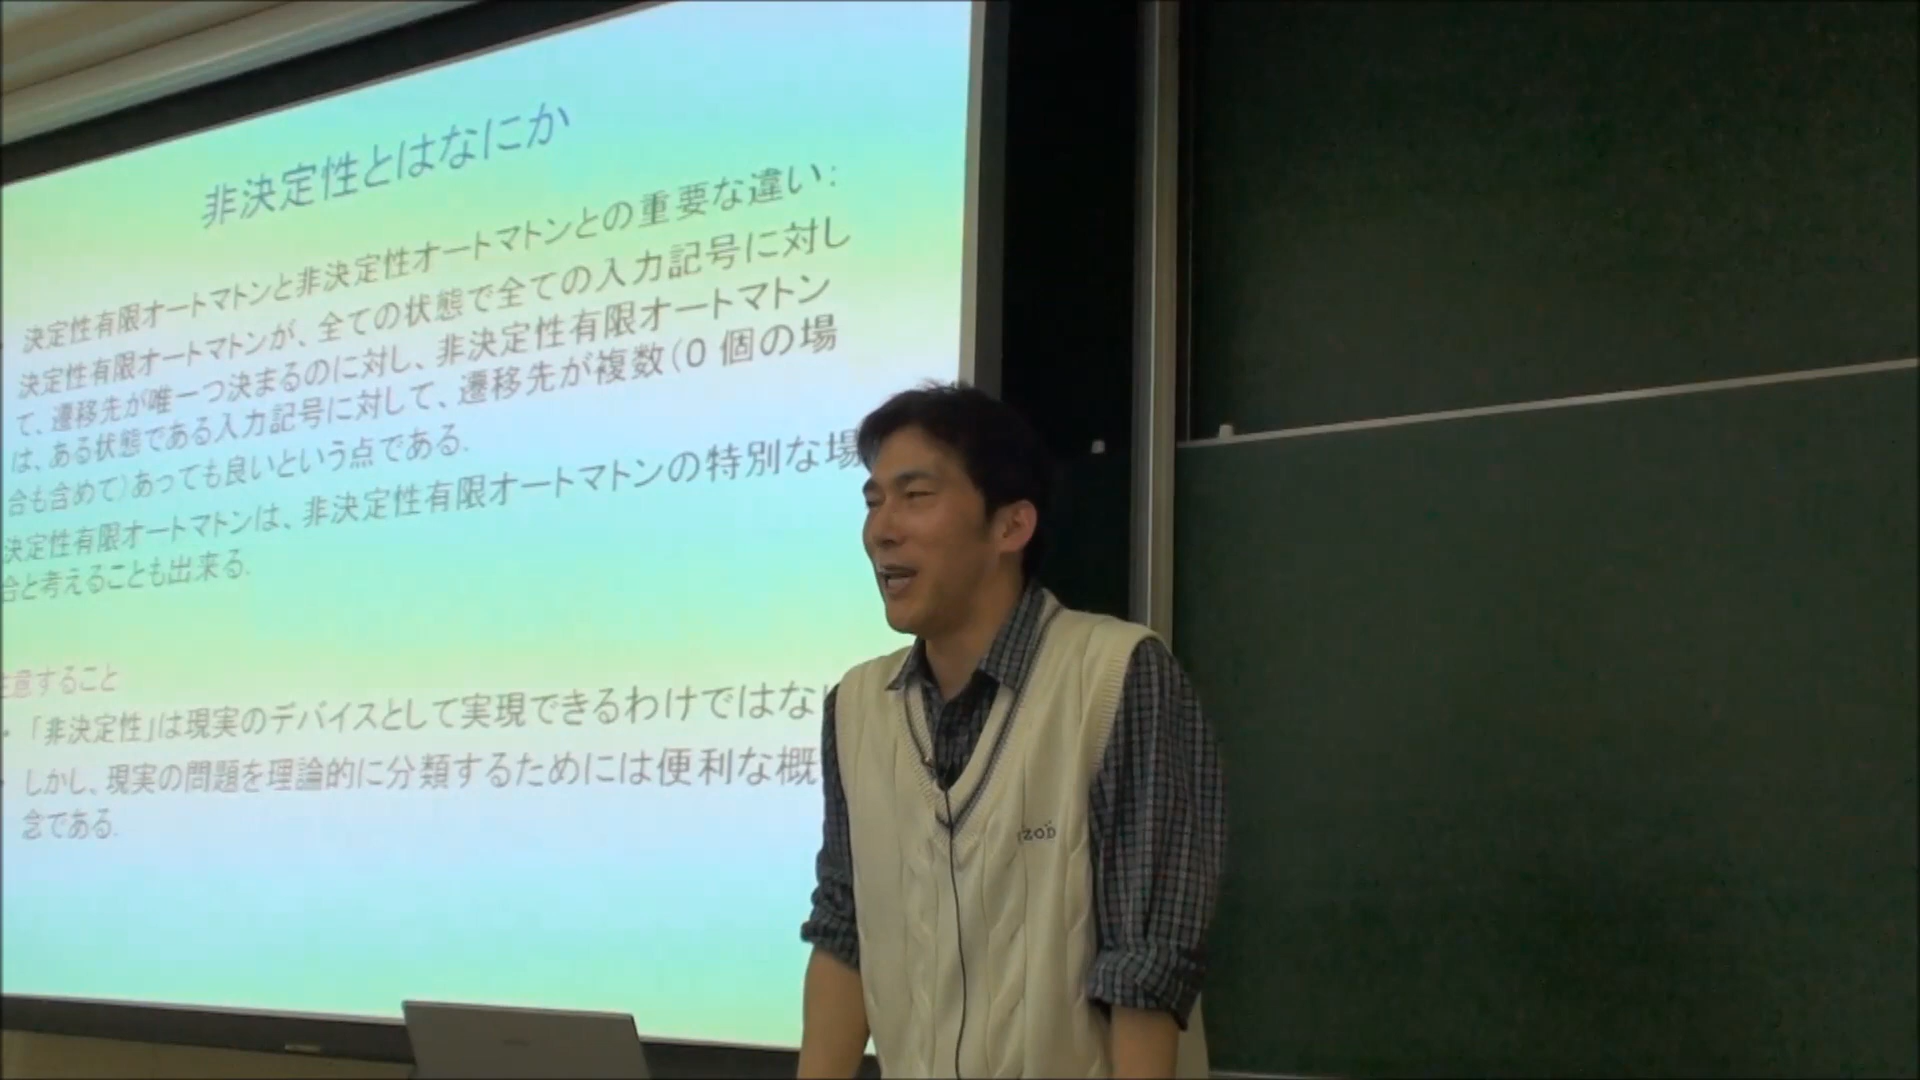 非決定性とはなにか
決定性有限オートマトンと非決定性オートマトンとの重要な違い:
決定性有限オートマトンが、全ての状態で全ての入力記号に対し
て、遷移先が唯一つ決まるのに対し、非決定性有限オートマトン
は、ある状態である入力記号に対して、遷移先が複数(0 個の場
合も含めて)あっても良いという点である.
決定性有限オートマトンは、非決定性有限オートマトンの特別な場
合と考えることも出来る.
注意すること
・「非決定性」は現実のデバイスとして実現できるわけではな
・しかし、現実の問題を理論的に分類するためには便利な概
念である.
IZOD